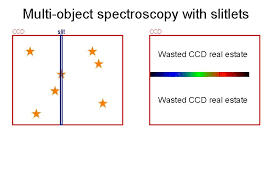 Multi-object spectroscopy with slitlets
CCD
slit
CCD
Wasted CCD real estate
Wasted CCD real estate